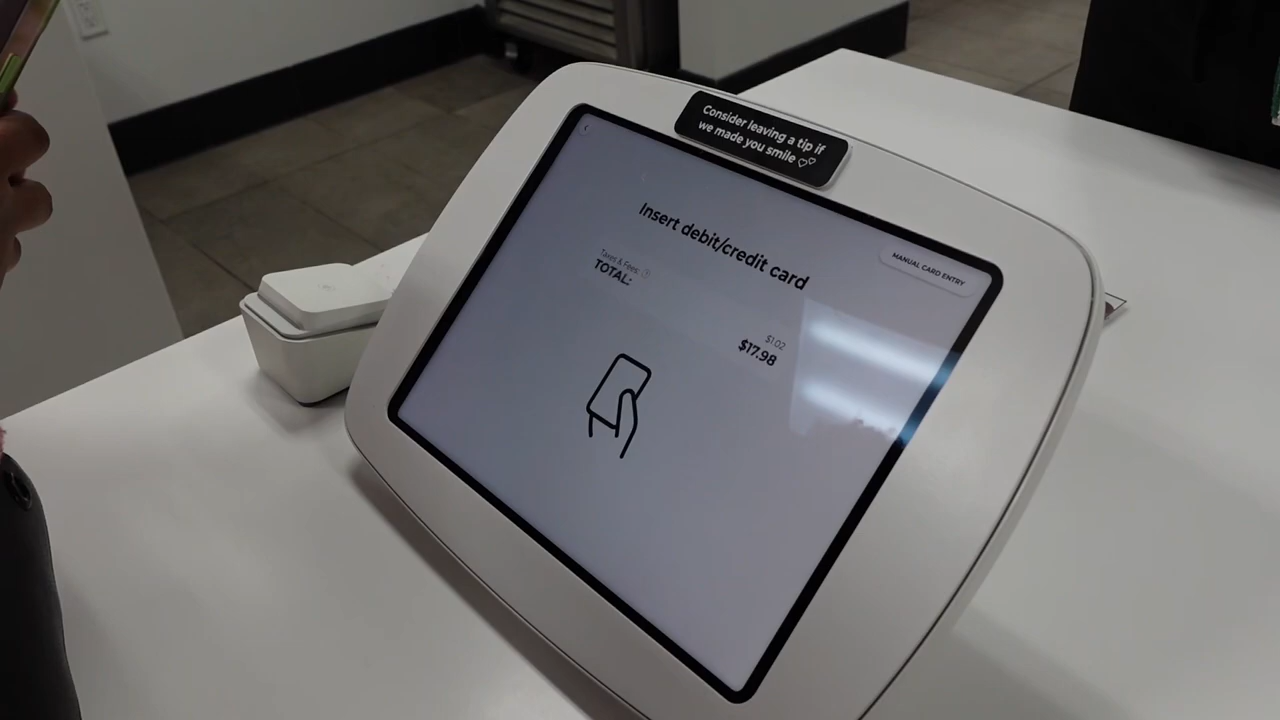 Consider leaving a tip if
we made you smile ♡♡
Insert debit/credit card
MANUAL CARD ENTRY
Taxes & Fees: ?
$1.02
TOTAL:
$17.98